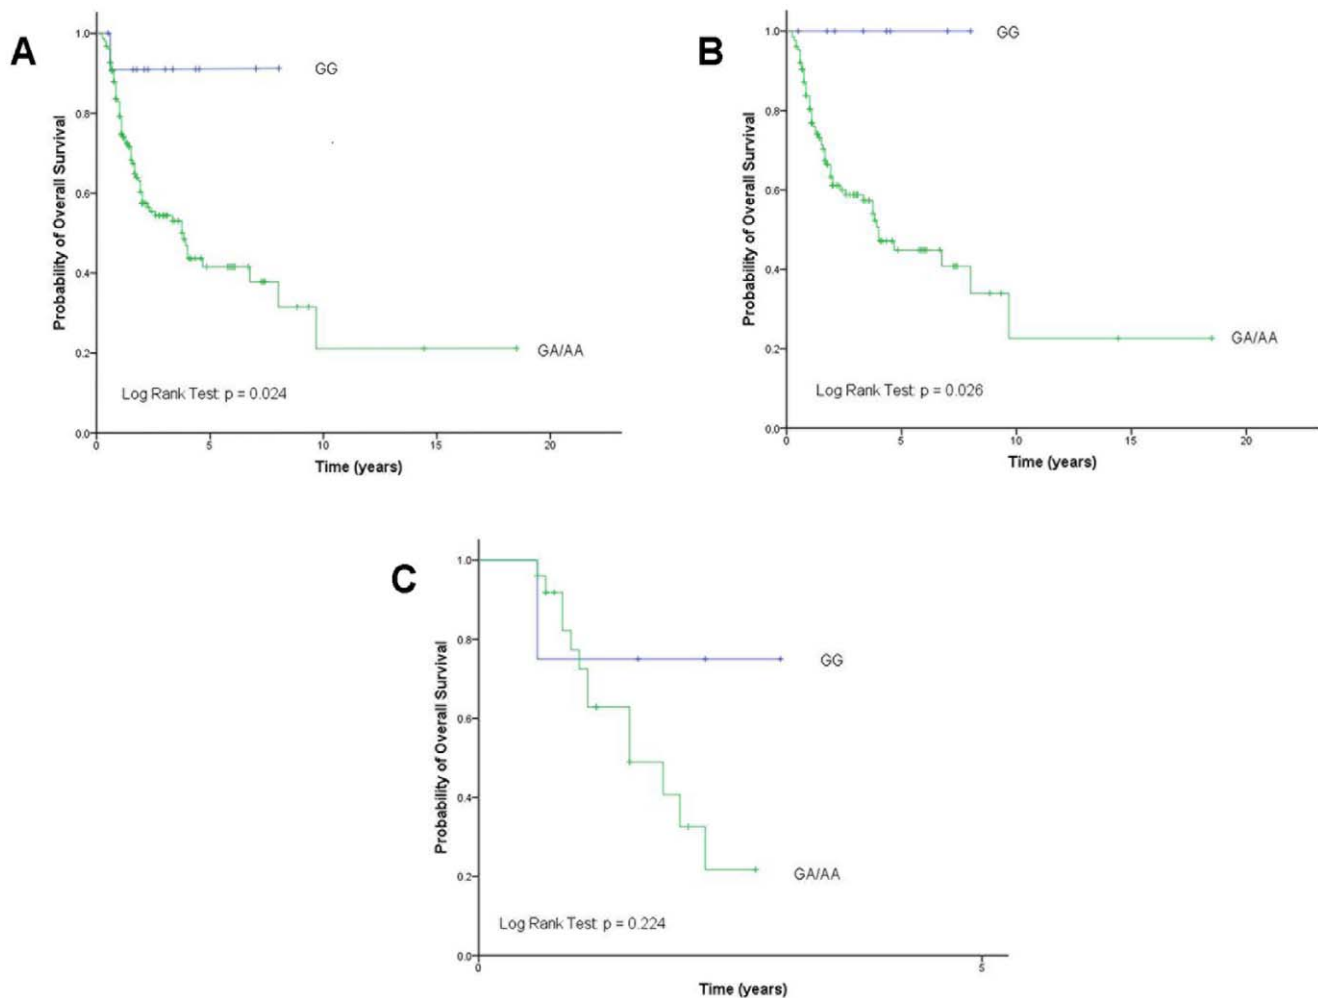 A
Probability of Overall Survival
1.0
0.8
0.6
0.4
0.2
0.0
GG
GA/AA
Log Rank Test: p = 0.024
0 5 10 15 20
Time (years)
B
Probability of Overall Survival
1.0
0.8
0.6
0.4
0.2
0.0
GG
GA/AA
Log Rank Test: p = 0.026
0 5 10 15 20
Time (years)
C
Probability of Overall Survival
1.0
0.8
0.6
0.4
0.2
0.0
GG
GA/AA
Log Rank Test: p = 0.224
0 5
Time (years)